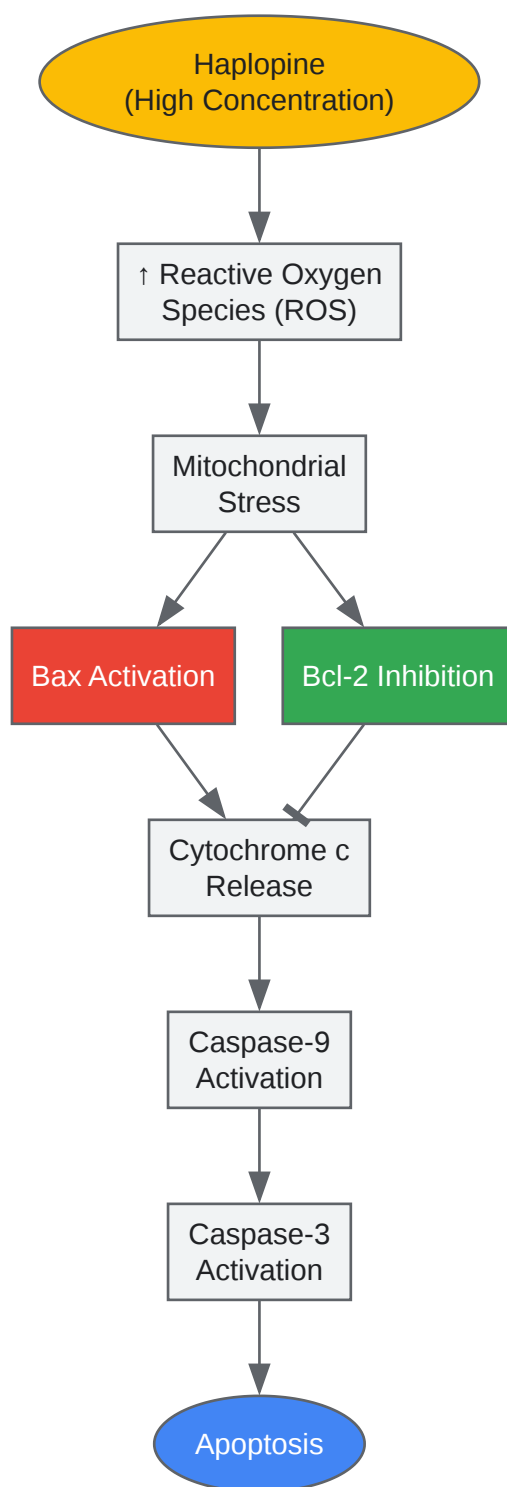 Haplopine
(High Concentration)
↑ Reactive Oxygen
Species (ROS)
Mitochondrial
Stress
Bax Activation
Bcl-2 Inhibition
Cytochrome c
Release
Caspase-9
Activation
Caspase-3
Activation
Apoptosis